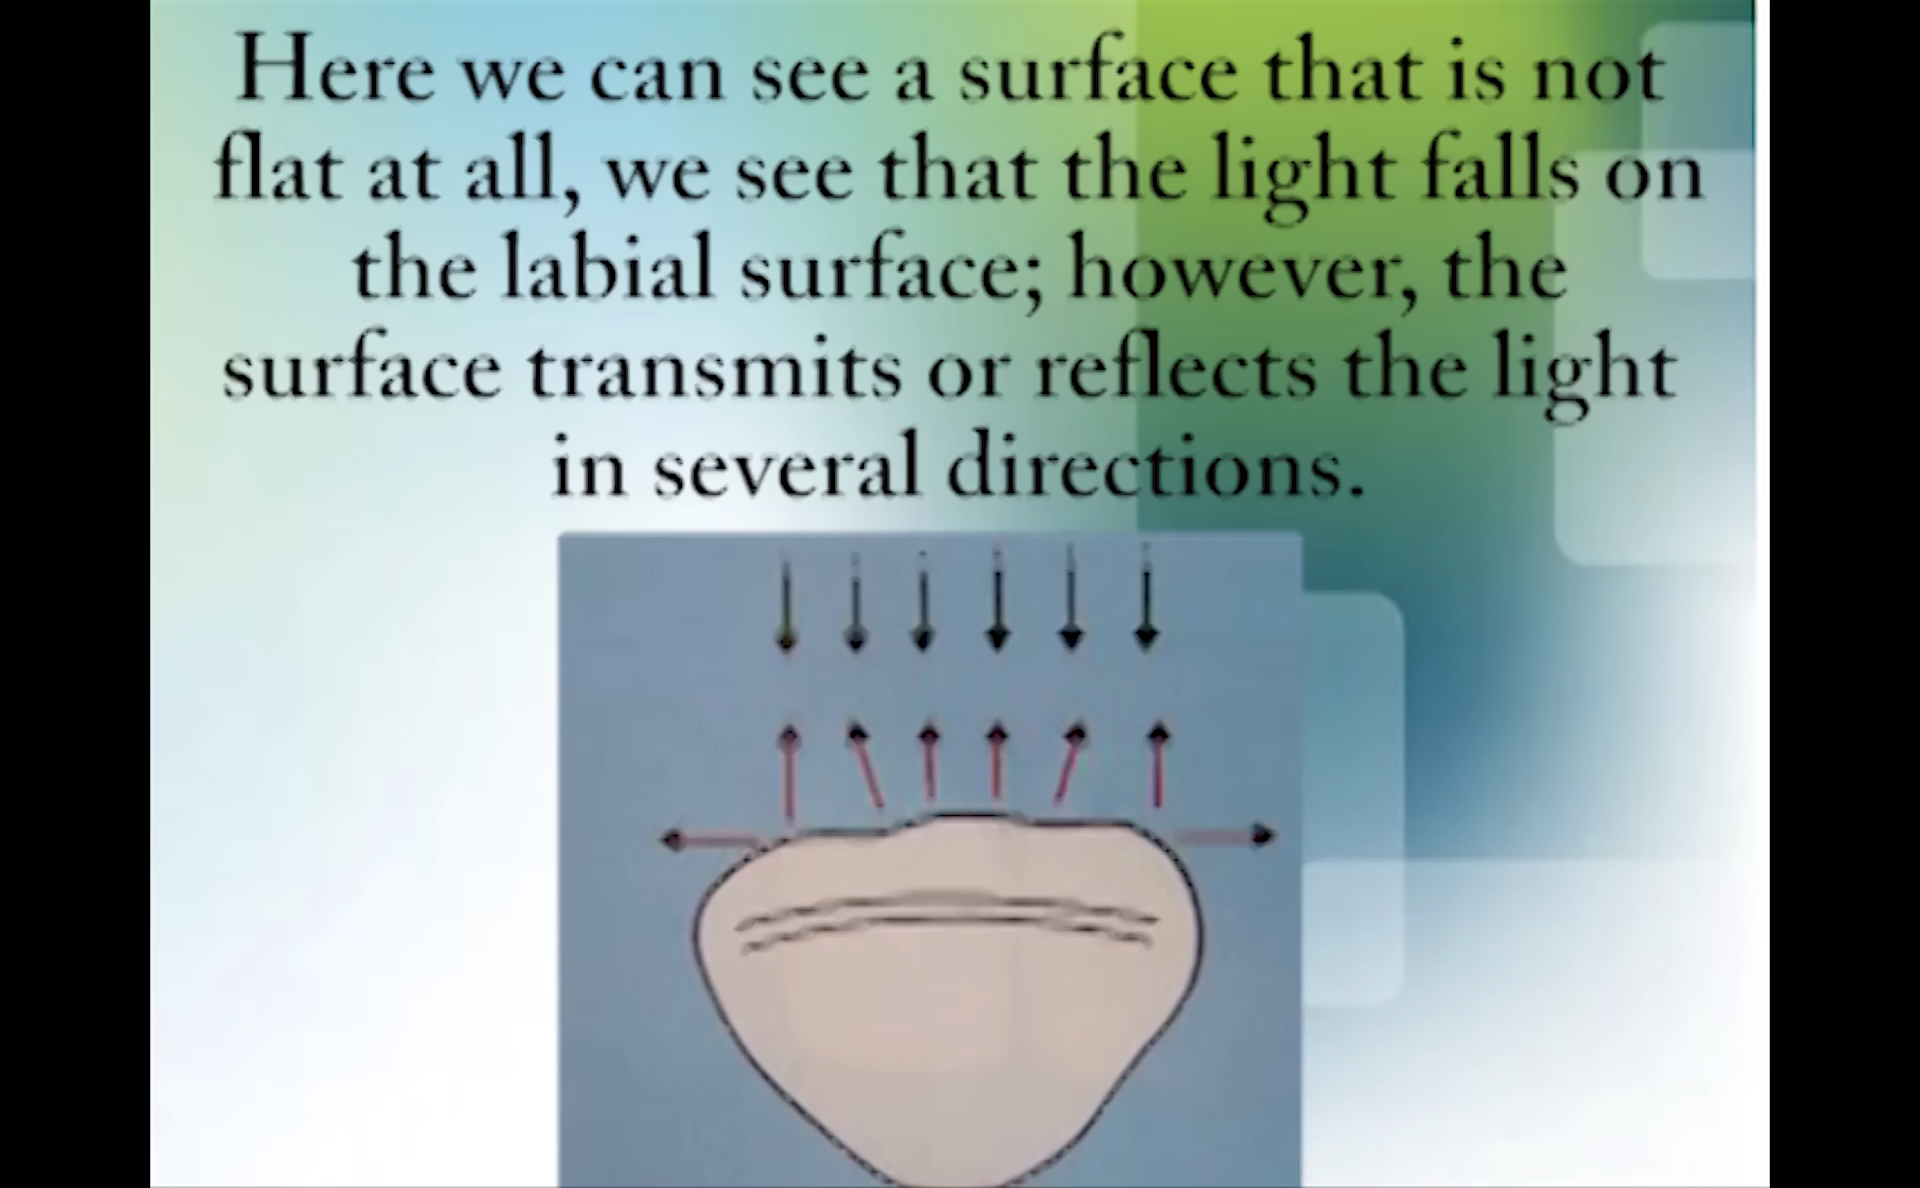 Here we can see a surface that is not
flat at all, we see that the light falls on
the labial surface; however, the
surface transmits or reflects the light
in several directions.